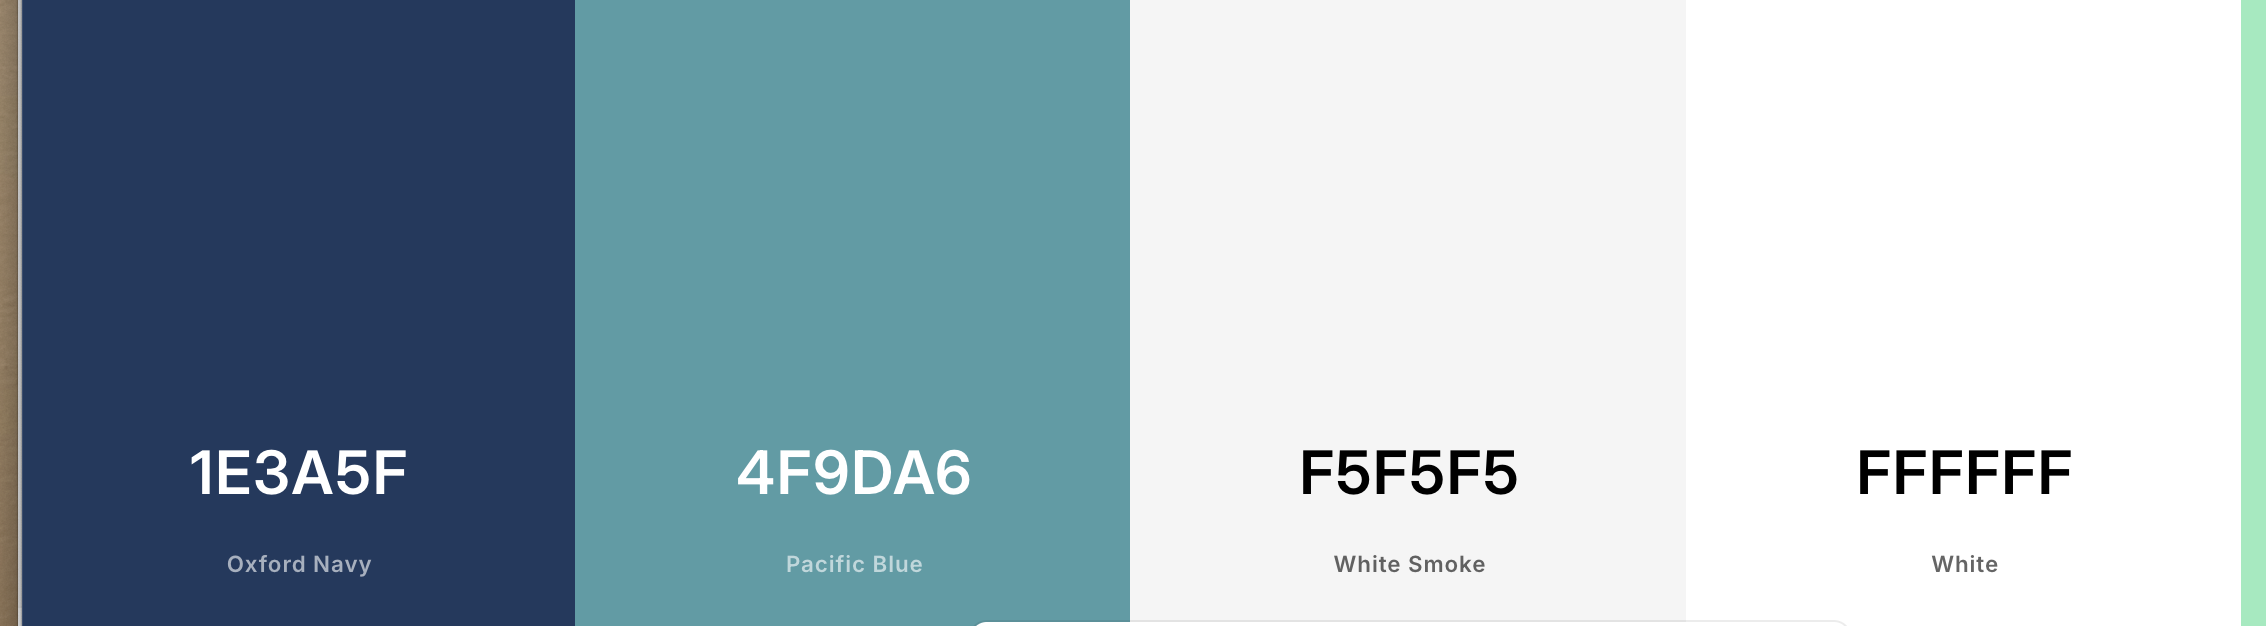 1E3A5F
Oxford Navy
4F9DA6
Pacific Blue
F5F5F5
White Smoke
FFFFFF
White